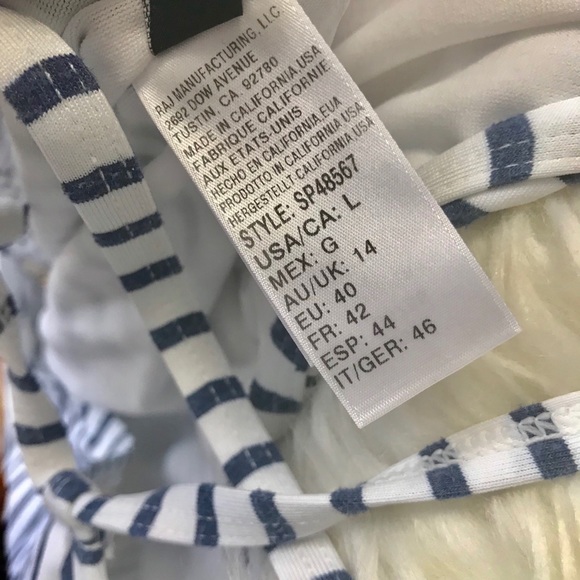 RAJ MANUFACTURING, LLC.
2692 DOW AVENUE
TUSTIN, CA. 92780
MADE IN CALIFORNIA USA
FABRIQUE CALIFORNIE
AUX ETATS-UNIS
HECHO EN CALIFORNIA,EUA
PRODOTTO IN CALIFORNIA USA
HERGESTELLT CALIFORNIA.USA
STYLE: SP48567
USA/CA: L
MEX: G
AU/UK: 14
EU: 40
FR: 42
ESP: 44
IT/GER: 46